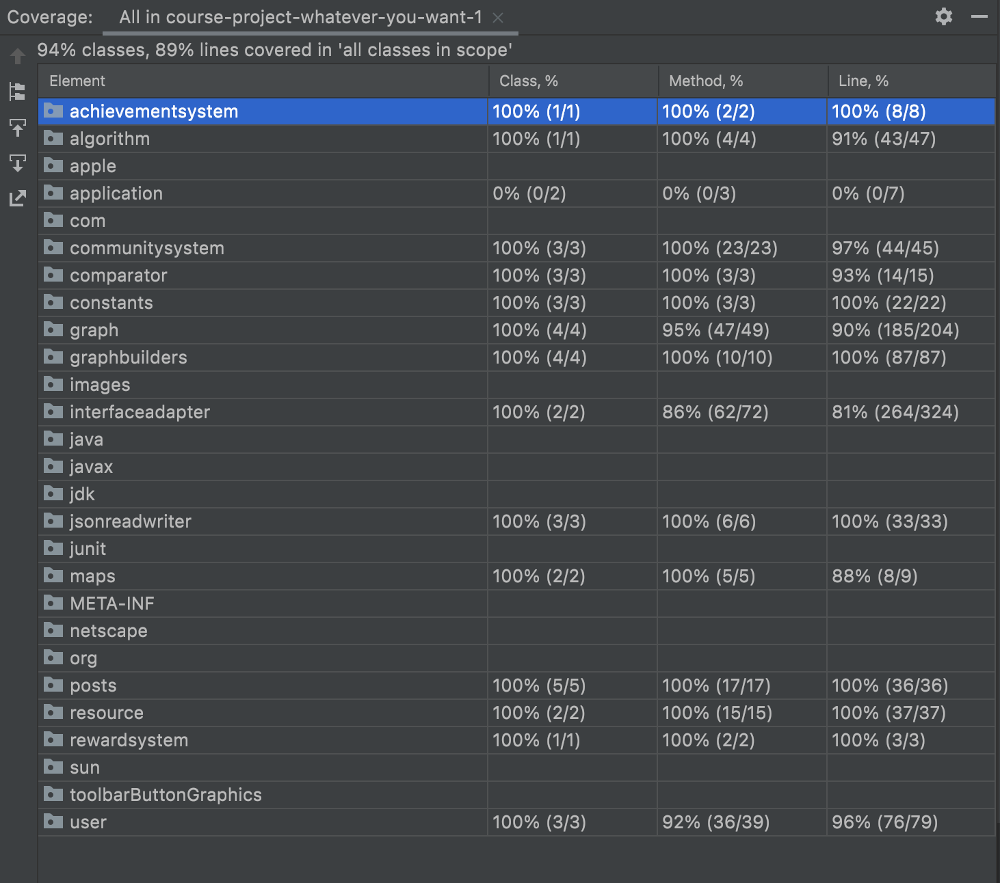 Coverage: All in course-project-whatever-you-want-1
94% classes, 89% lines covered in 'all classes in scope'
Element Class, % Method, % Line, %
achievementsystem 100% (1/1) 100% (2/2) 100% (8/8)
algorithm 100% (1/1) 100% (4/4) 91% (43/47)
apple
application 0% (0/2) 0% (0/3) 0% (0/7)
com
communitysystem 100% (3/3) 100% (23/23) 97% (44/45)
comparator 100% (3/3) 100% (3/3) 93% (14/15)
constants 100% (3/3) 100% (3/3) 100% (22/22)
graph 100% (4/4) 95% (47/49) 90% (185/204)
graphbuilders 100% (4/4) 100% (10/10) 100% (87/87)
images
interfaceadapter 100% (2/2) 86% (62/72) 81% (264/324)
java
javax
jdk
jsonreadwriter 100% (3/3) 100% (6/6) 100% (33/33)
junit
maps 100% (2/2) 100% (5/5) 88% (8/9)
META-INF
netscape
org
posts 100% (5/5) 100% (17/17) 100% (36/36)
resource 100% (2/2) 100% (15/15) 100% (37/37)
rewardsystem 100% (1/1) 100% (2/2) 100% (3/3)
sun
toolbarButtonGraphics
user 100% (3/3) 92% (36/39) 96% (76/79)